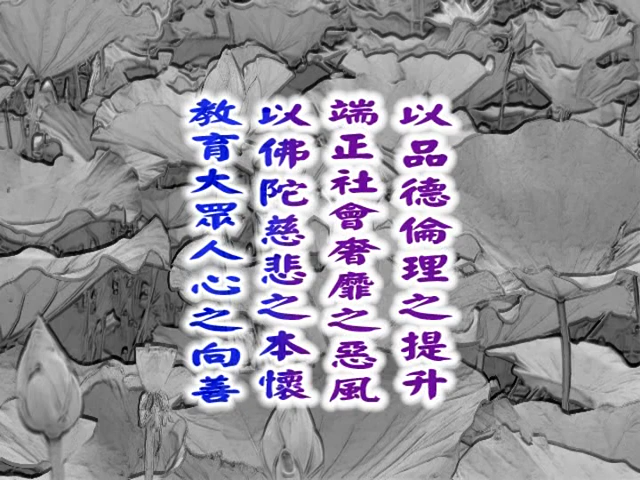 以品德倫理之提升
端正社會奢靡之惡風
以佛陀慈悲之本懷
教育大眾人心之向善